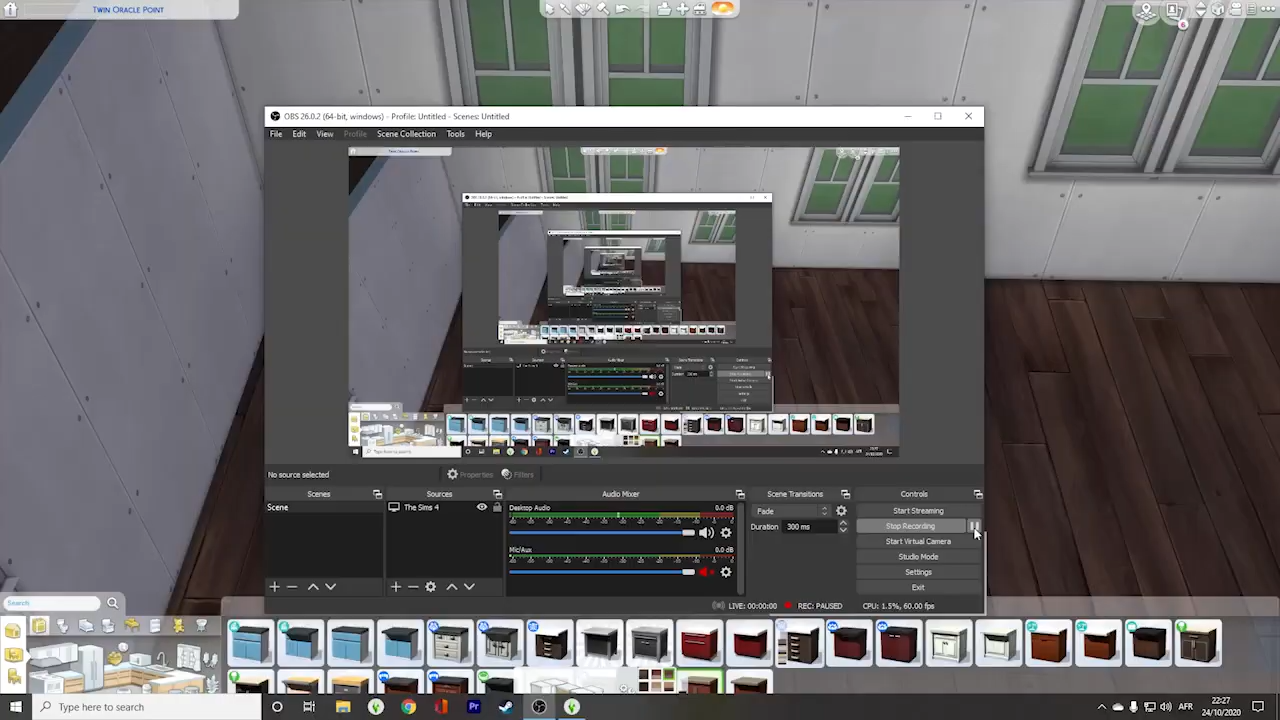 TWIN ORACLE POINT
6
OBS 26.0.2 (64-bit, windows) - Profile: Untitled - Scenes: Untitled
File Edit View Profile Scene Collection Tools Help
No source selected
Properties
Filters
Scenes
Sources
Audio Mixer
Scene Transitions
Controls
Scene
The Sims 4
Desktop Audio 0.0 dB
Mic/Aux 0.0 dB
Fade
Duration 300 ms
Start Streaming
Stop Recording
Start Virtual Camera
Studio Mode
Settings
Exit
LIVE: 00:00:00
REC: PAUSED
CPU: 1.5%, 60.00 fps
Search
Type here to search
AFR
22:27
24/10/2020